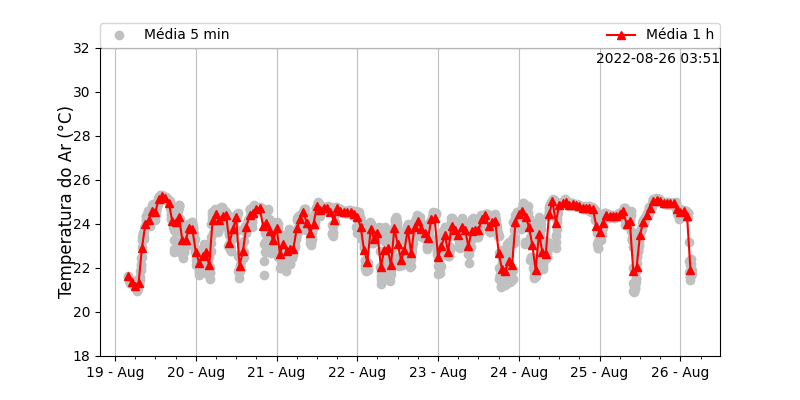 Média 5 min
Média 1 h
2022-08-26 03:51
Temperatura do Ar (°C)
32
30
28
26
24
22
20
18
19 - Aug
20 - Aug
21 - Aug
22 - Aug
23 - Aug
24 - Aug
25 - Aug
26 - Aug